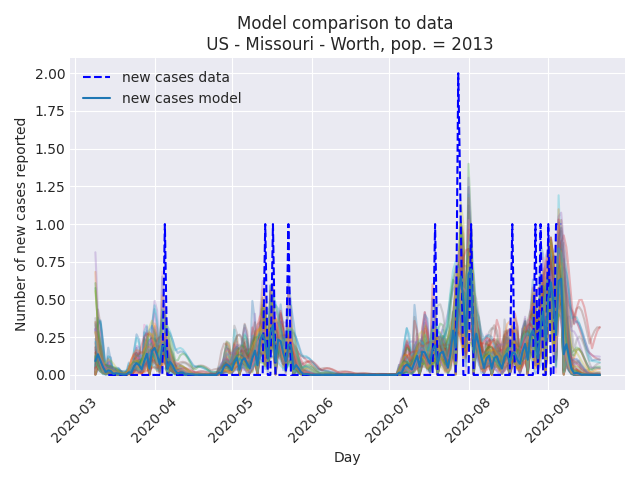 Model comparison to data
US - Missouri - Worth, pop. = 2013
new cases data
new cases model
Number of new cases reported
2.00
1.75
1.50
1.25
1.00
0.75
0.50
0.25
0.00
2020-03
2020-04
2020-05
2020-06
2020-07
2020-08
2020-09
Day